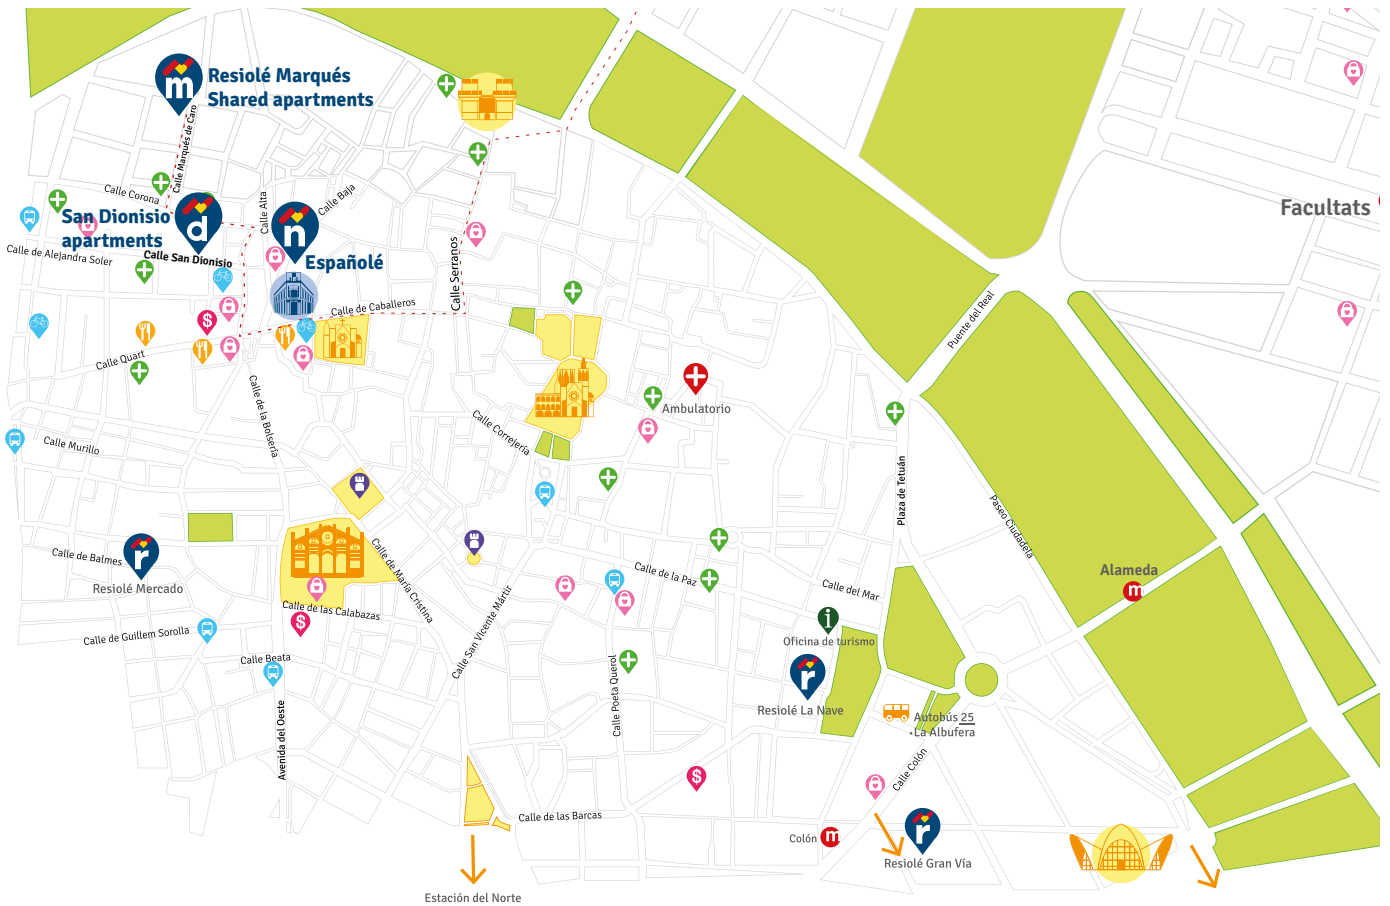 m
Resiolé Marqués
Shared apartments
Calle Marqués de Caro
Calle Corona
San Dionisio
apartments
d
Calle San Dionisio
Calle de Alejandra Soler
Calle Alta
Calle Baja
ñ
Españolé
Calle de Caballeros
Calle Serranos
Facultats
Puente del Real
$
Calle Quart
Calle de la Bolsería
Calle Correjería
Ambulatorio
Calle Murillo
Plaza de Tetuán
Paseo Ciudadela
Calle de Balmes
r
Resiolé Mercado
Calle de María Cristina
Calle de la Paz
Calle del Mar
Alameda
m
Calle de las Calabazas
$
Calle San Vicente Mártir
i
Oficina de turismo
Calle de Guillem Sorolla
Calle Beata
Calle Poeta Querol
r
Resiolé La Nave
Autobús 25
·La Albufera
Avenida del Oeste
Calle Colón
$
Calle de las Barcas
Colón
m
r
Resiolé Gran Vía
Estación del Norte